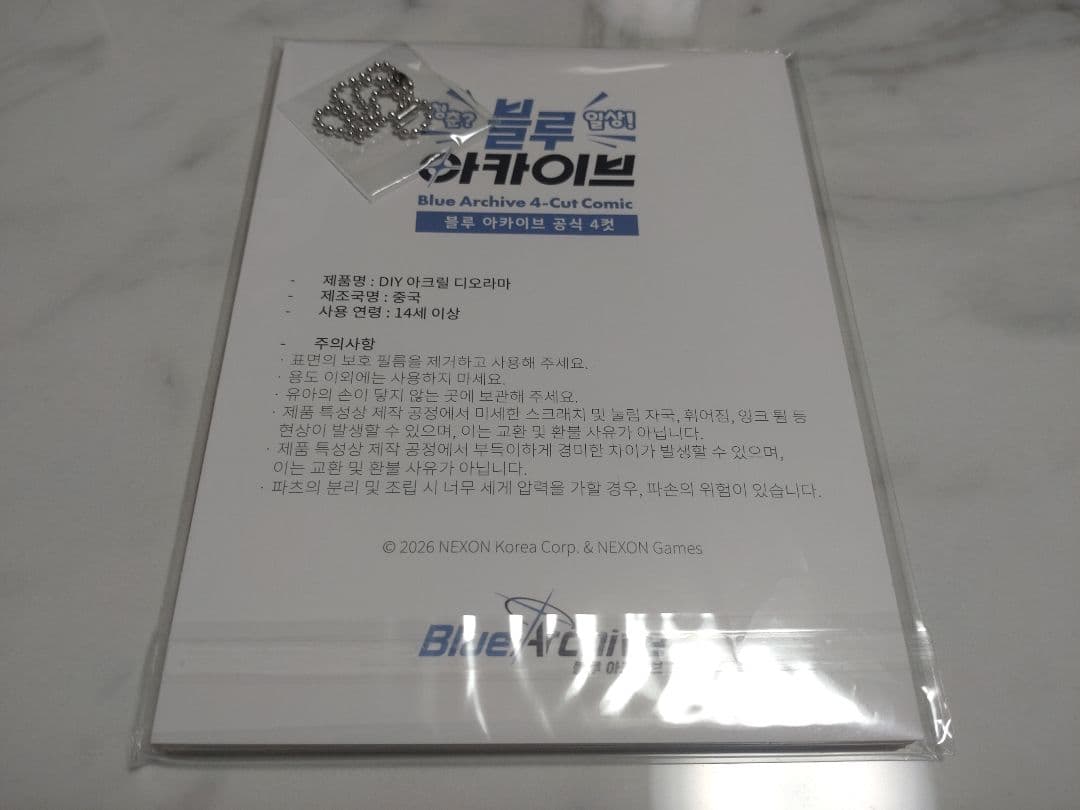 청춘? 블루 일상!
아카이브
Blue Archive 4-Cut Comic
블루 아카이브 공식 4컷
- 제품명 : DIY 아크릴 디오라마
- 제조국명 : 중국
- 사용 연령 : 14세 이상
- 주의사항
· 표면의 보호 필름을 제거하고 사용해 주세요.
· 용도 이외에는 사용하지 마세요.
· 유아의 손이 닿지 않는 곳에 보관해 주세요.
· 제품 특성상 제작 공정에서 미세한 스크래치 및 눌림 자국, 휘어짐, 잉크 튐 등
현상이 발생할 수 있으며, 이는 교환 및 환불 사유가 아닙니다.
· 제품 특성상 제작 공정에서 부득이하게 경미한 차이가 발생할 수 있으며,
이는 교환 및 환불 사유가 아닙니다.
· 파츠의 분리 및 조립 시 너무 세게 압력을 가할 경우, 파손의 위험이 있습니다.
© 2026 NEXON Korea Corp. & NEXON Games
Blue Archive
블루 아카이브